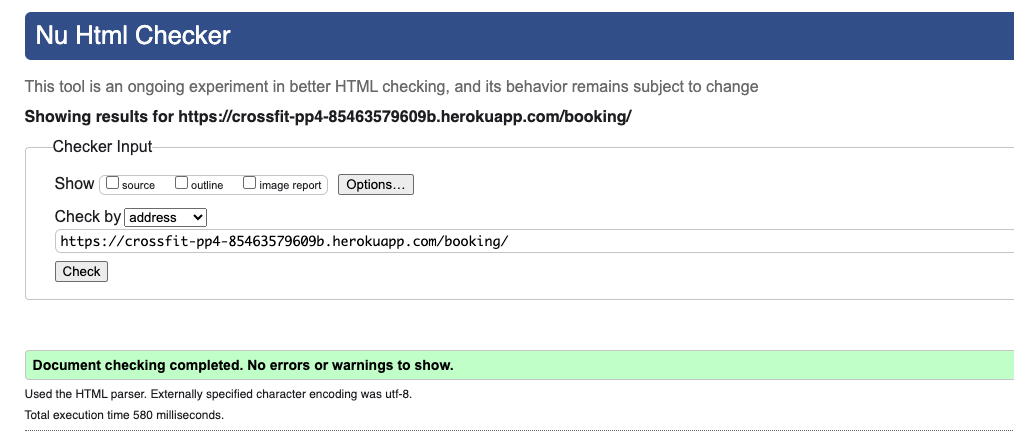 Nu Html Checker
This tool is an ongoing experiment in better HTML checking, and its behavior remains subject to change
Showing results for https://crossfit-pp4-85463579609b.herokuapp.com/booking/
Checker Input
Show source outline image report Options...
Check by address
https://crossfit-pp4-85463579609b.herokuapp.com/booking/
Check
Document checking completed. No errors or warnings to show.
Used the HTML parser. Externally specified character encoding was utf-8.
Total execution time 580 milliseconds.